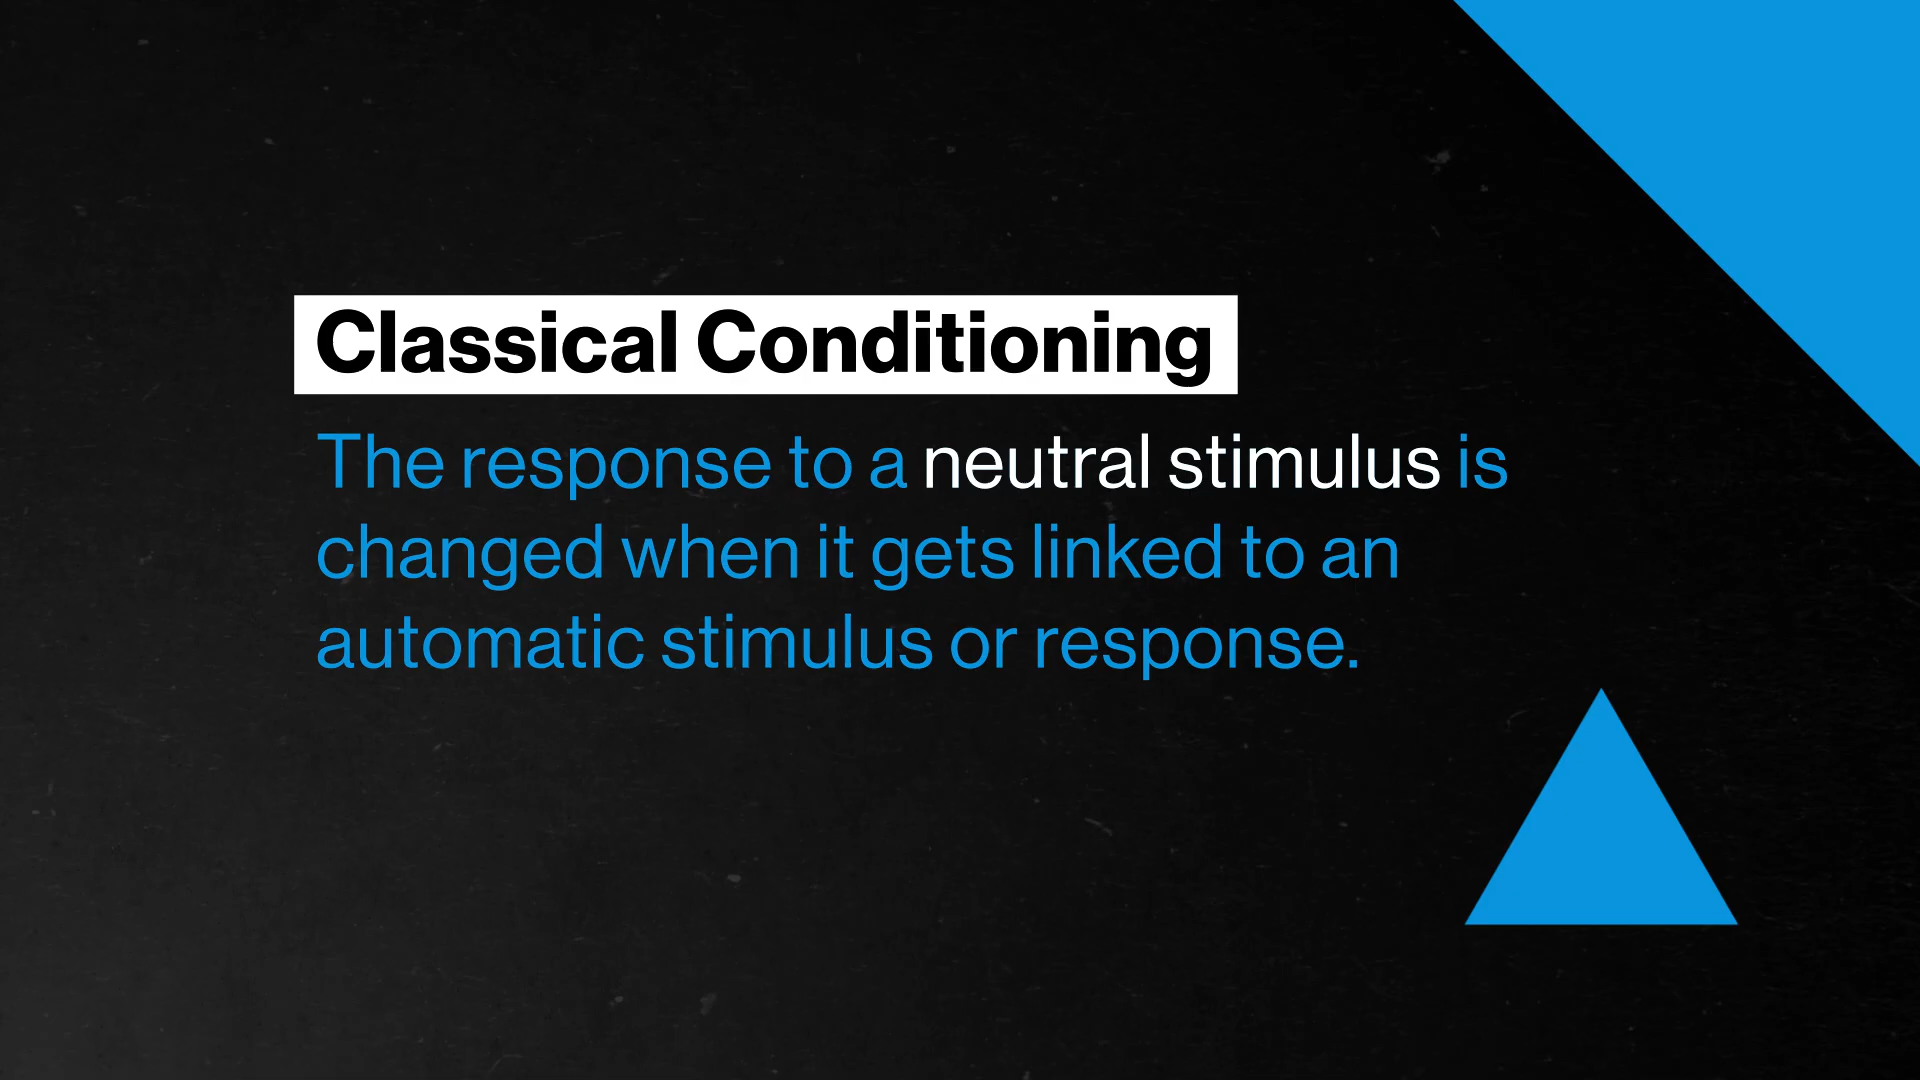 Classical Conditioning
The response to a neutral stimulus is
changed when it gets linked to an
automatic stimulus or response.